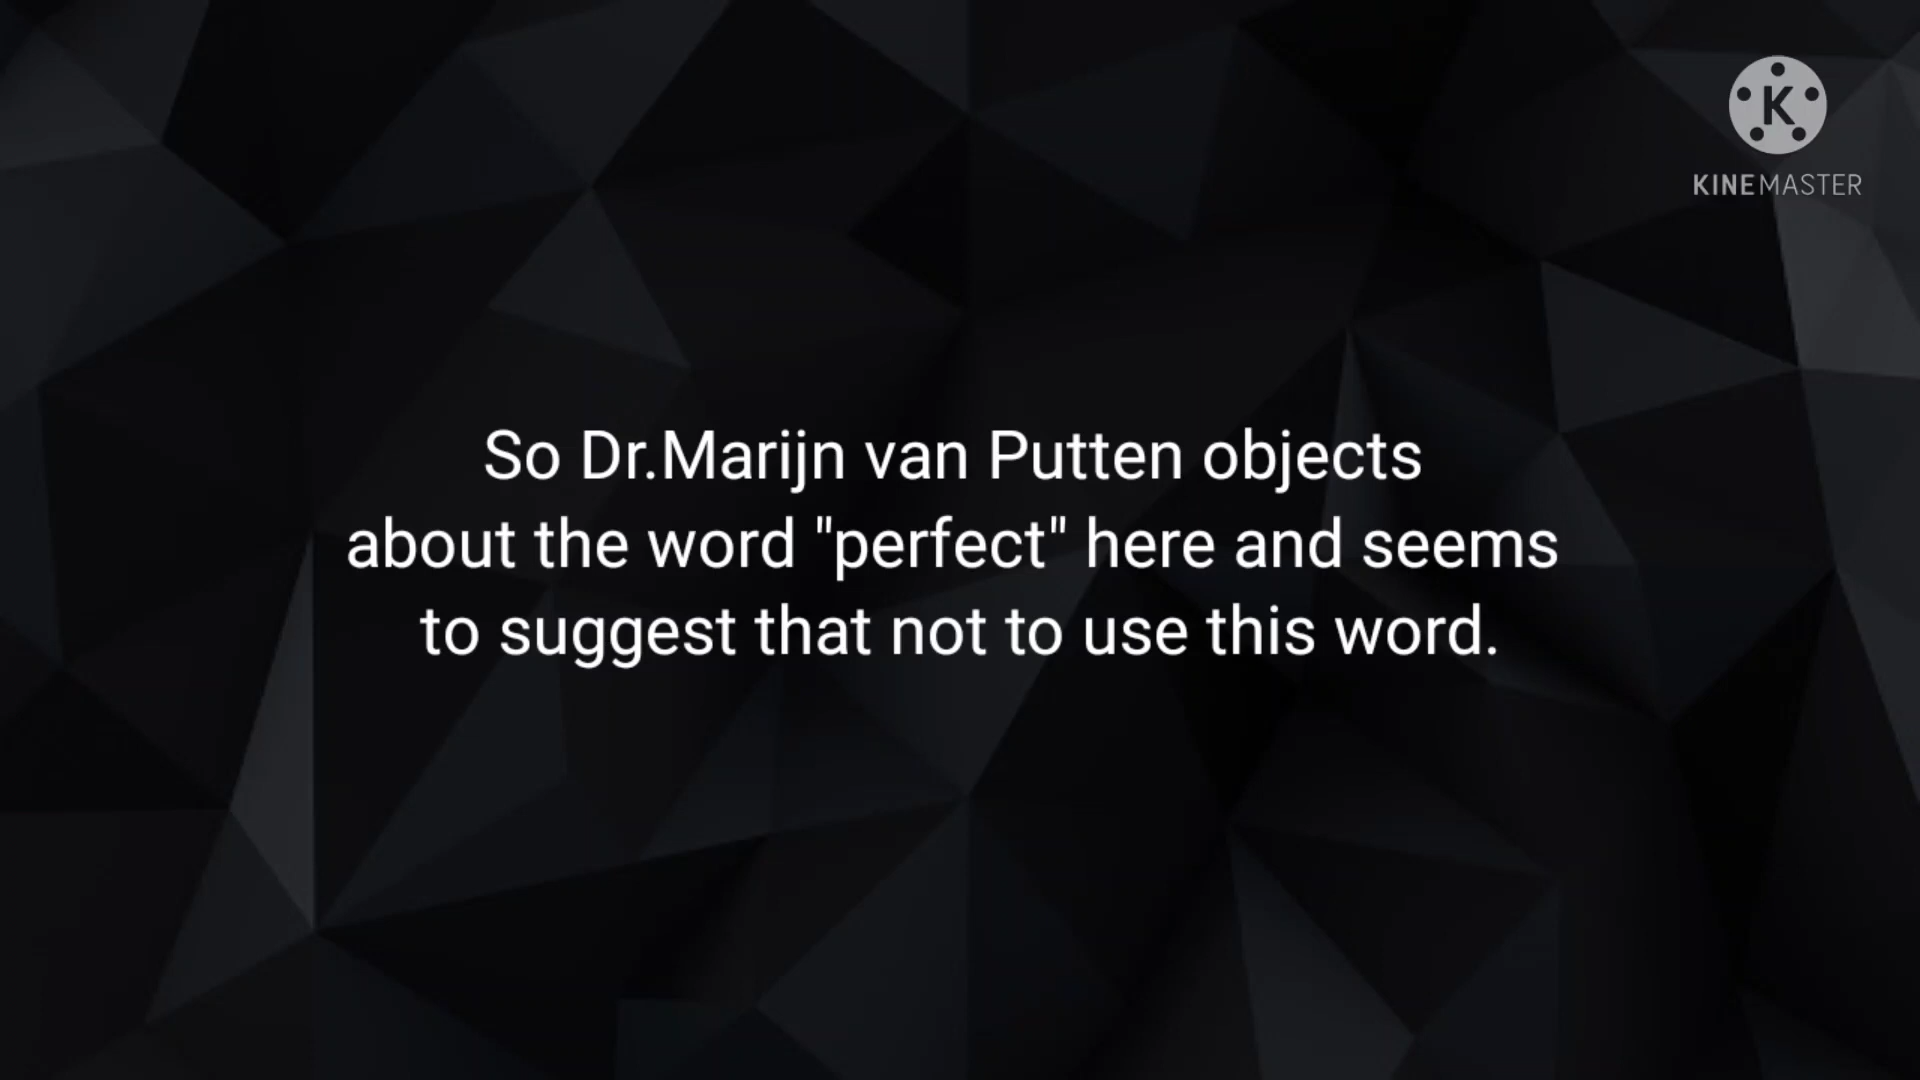 KINEMASTER
So Dr.Marijn van Putten objects
about the word "perfect" here and seems
to suggest that not to use this word.